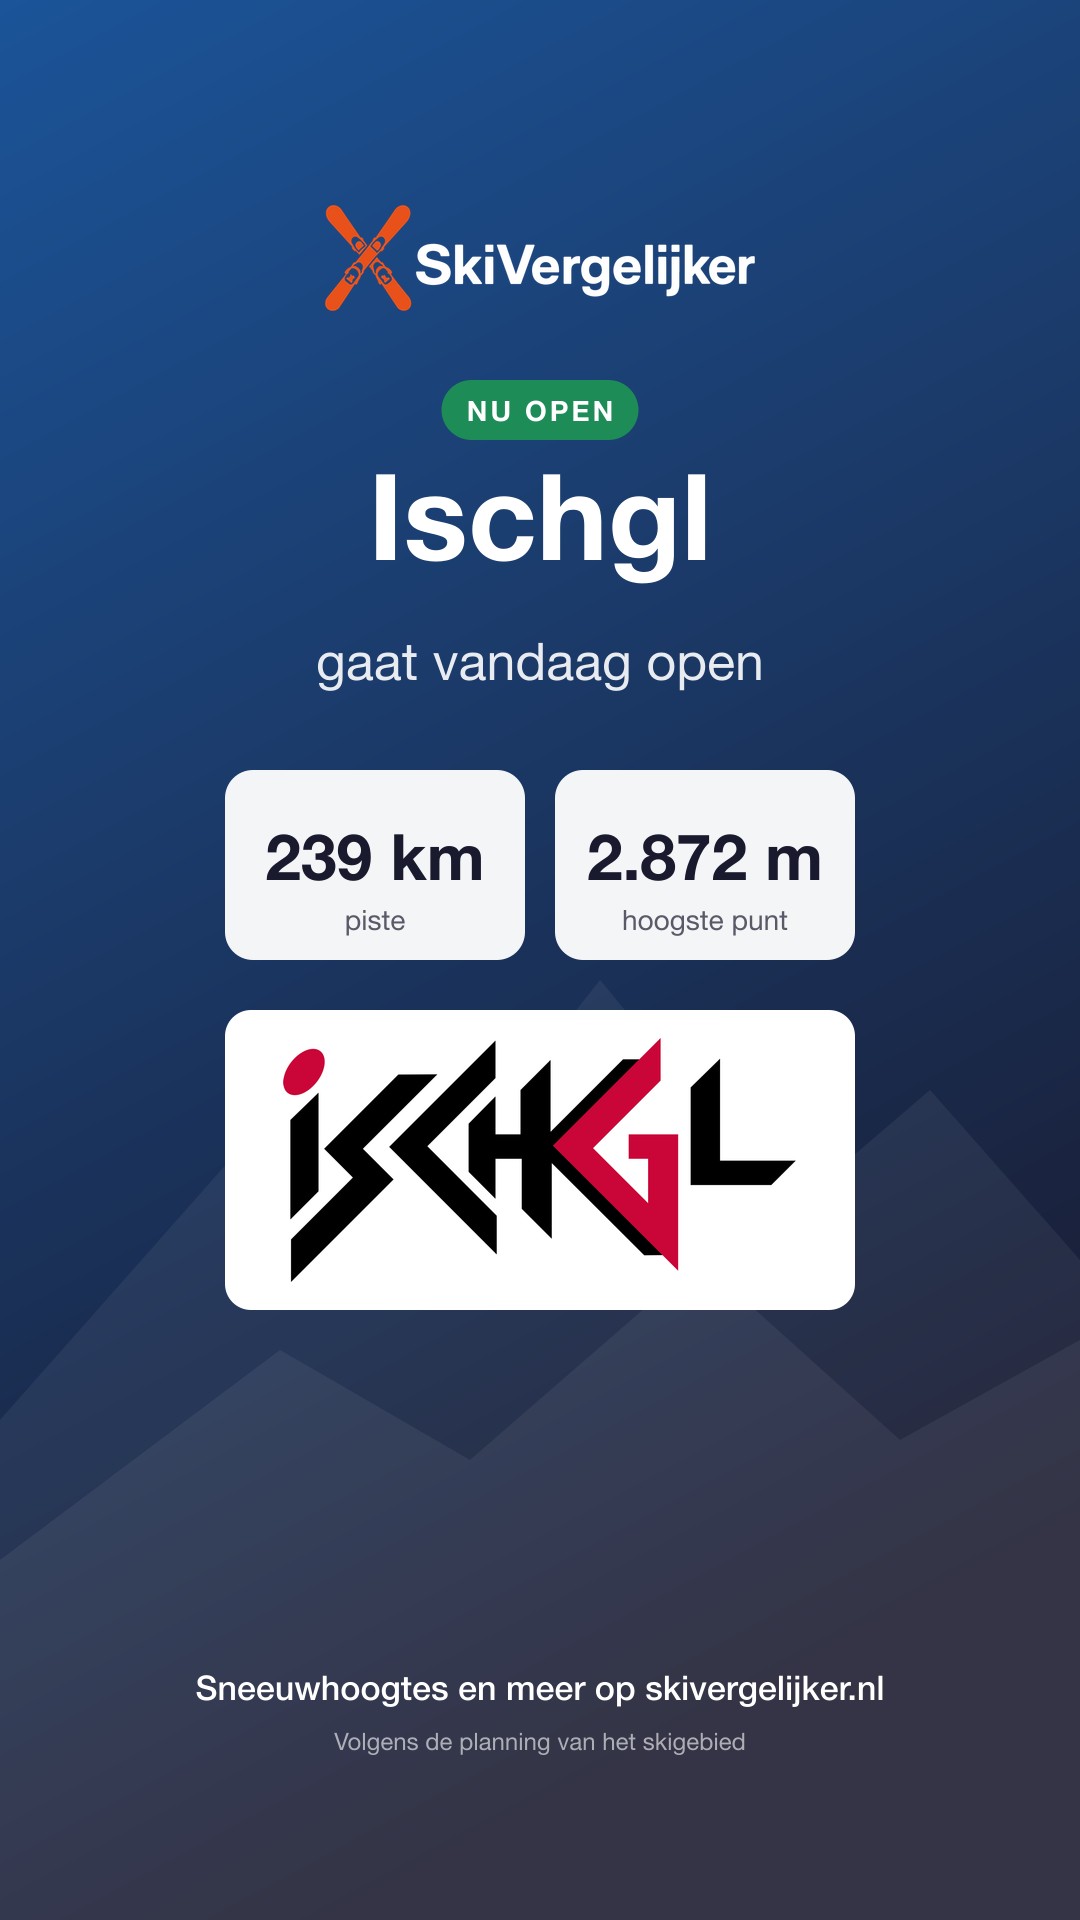 SkiVergelijker
NU OPEN
Ischgl
gaat vandaag open
239 km
piste
2.872 m
hoogste punt
iSCHGL
Sneeuwhoogtes en meer op skivergelijker.nl
Volgens de planning van het skigebied